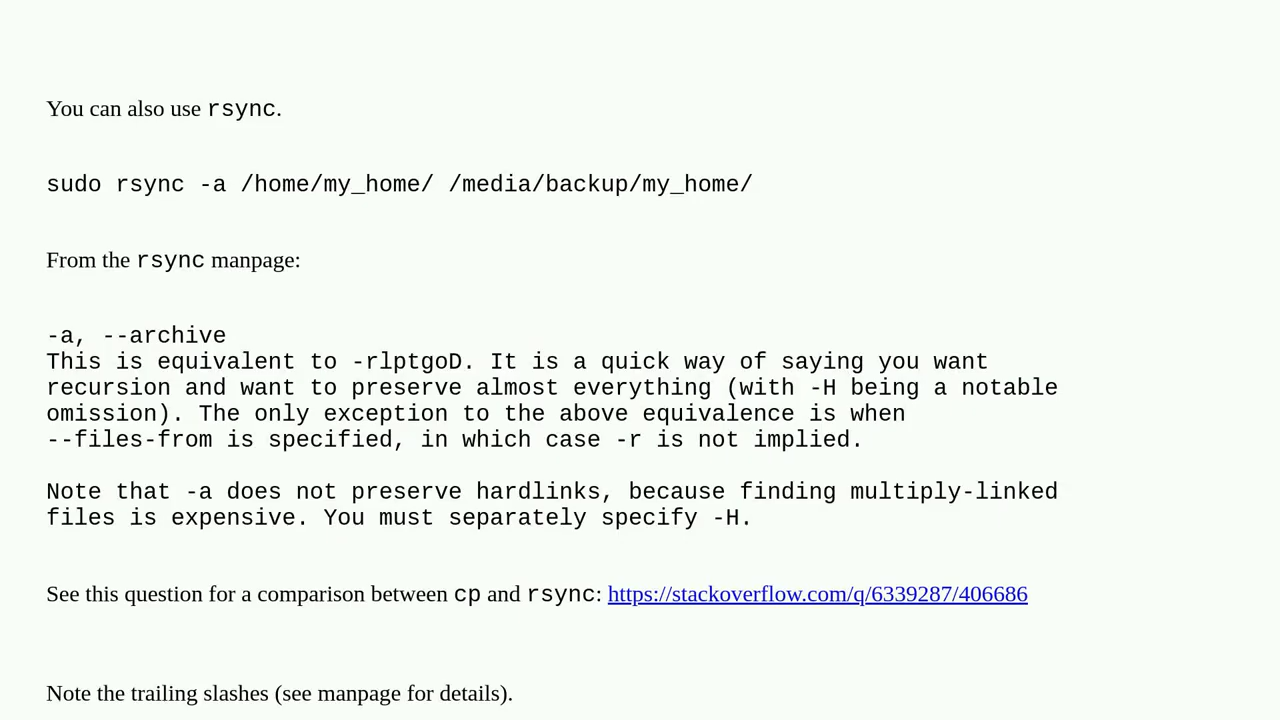 You can also use rsync.
sudo rsync -a /home/my_home/ /media/backup/my_home/
From the rsync manpage:
-a, --archive
This is equivalent to -rlptgoD. It is a quick way of saying you want
recursion and want to preserve almost everything (with -H being a notable
omission). The only exception to the above equivalence is when
--files-from is specified, in which case -r is not implied.
Note that -a does not preserve hardlinks, because finding multiply-linked
files is expensive. You must separately specify -H.
See this question for a comparison between cp and rsync: https://stackoverflow.com/q/6339287/406686
Note the trailing slashes (see manpage for details).